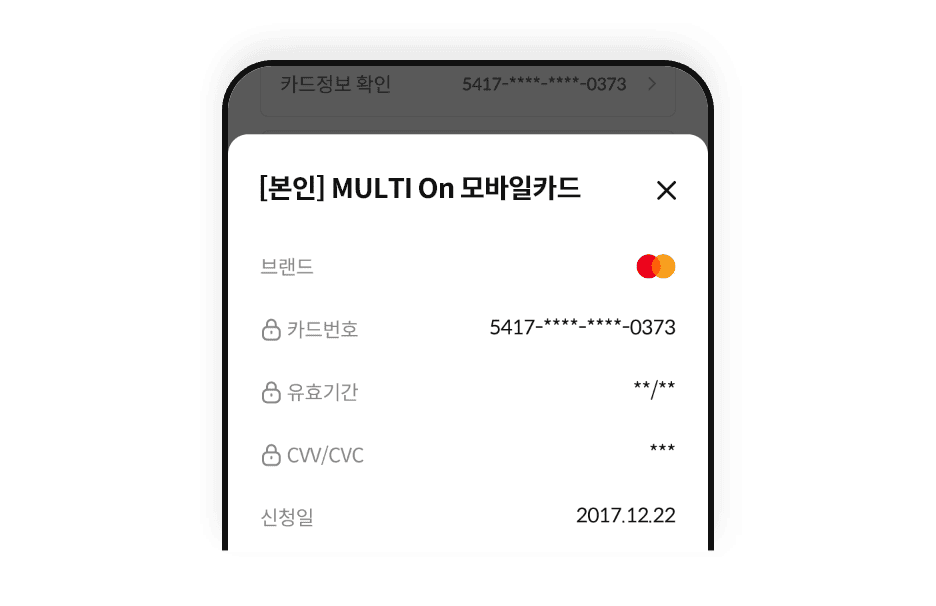 카드정보 확인 5417-****-****-0373
[본인] MULTI On 모바일카드
브랜드
카드번호 5417-****-****-0373
유효기간 **/**
CVV/CVC ***
신청일 2017.12.22